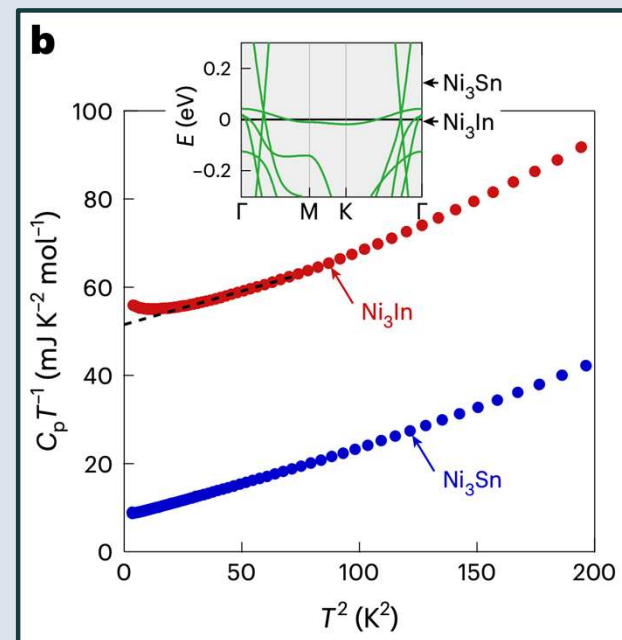 b
0.2
0
−0.2
E (eV)
Γ
M
K
Γ
Ni₃Sn
Ni₃In
100
80
60
40
20
0
CₚT⁻¹ (mJ K⁻² mol⁻¹)
Ni₃In
Ni₃Sn
0
50
100
150
200
T² (K²)